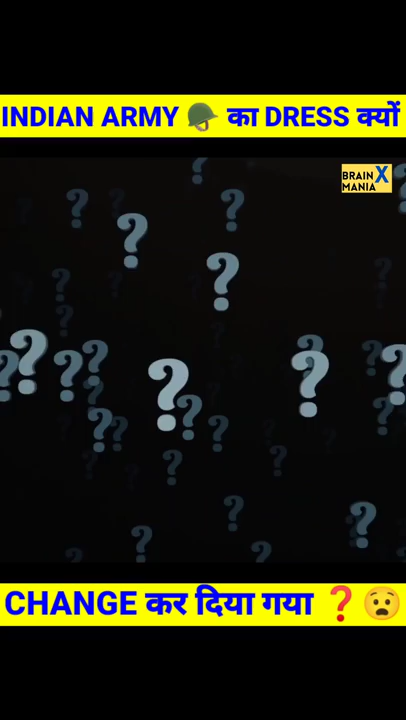 INDIAN ARMY 🪖 का DRESS क्यों
BRAIN X
MANIA
CHANGE कर दिया गया ❓😧